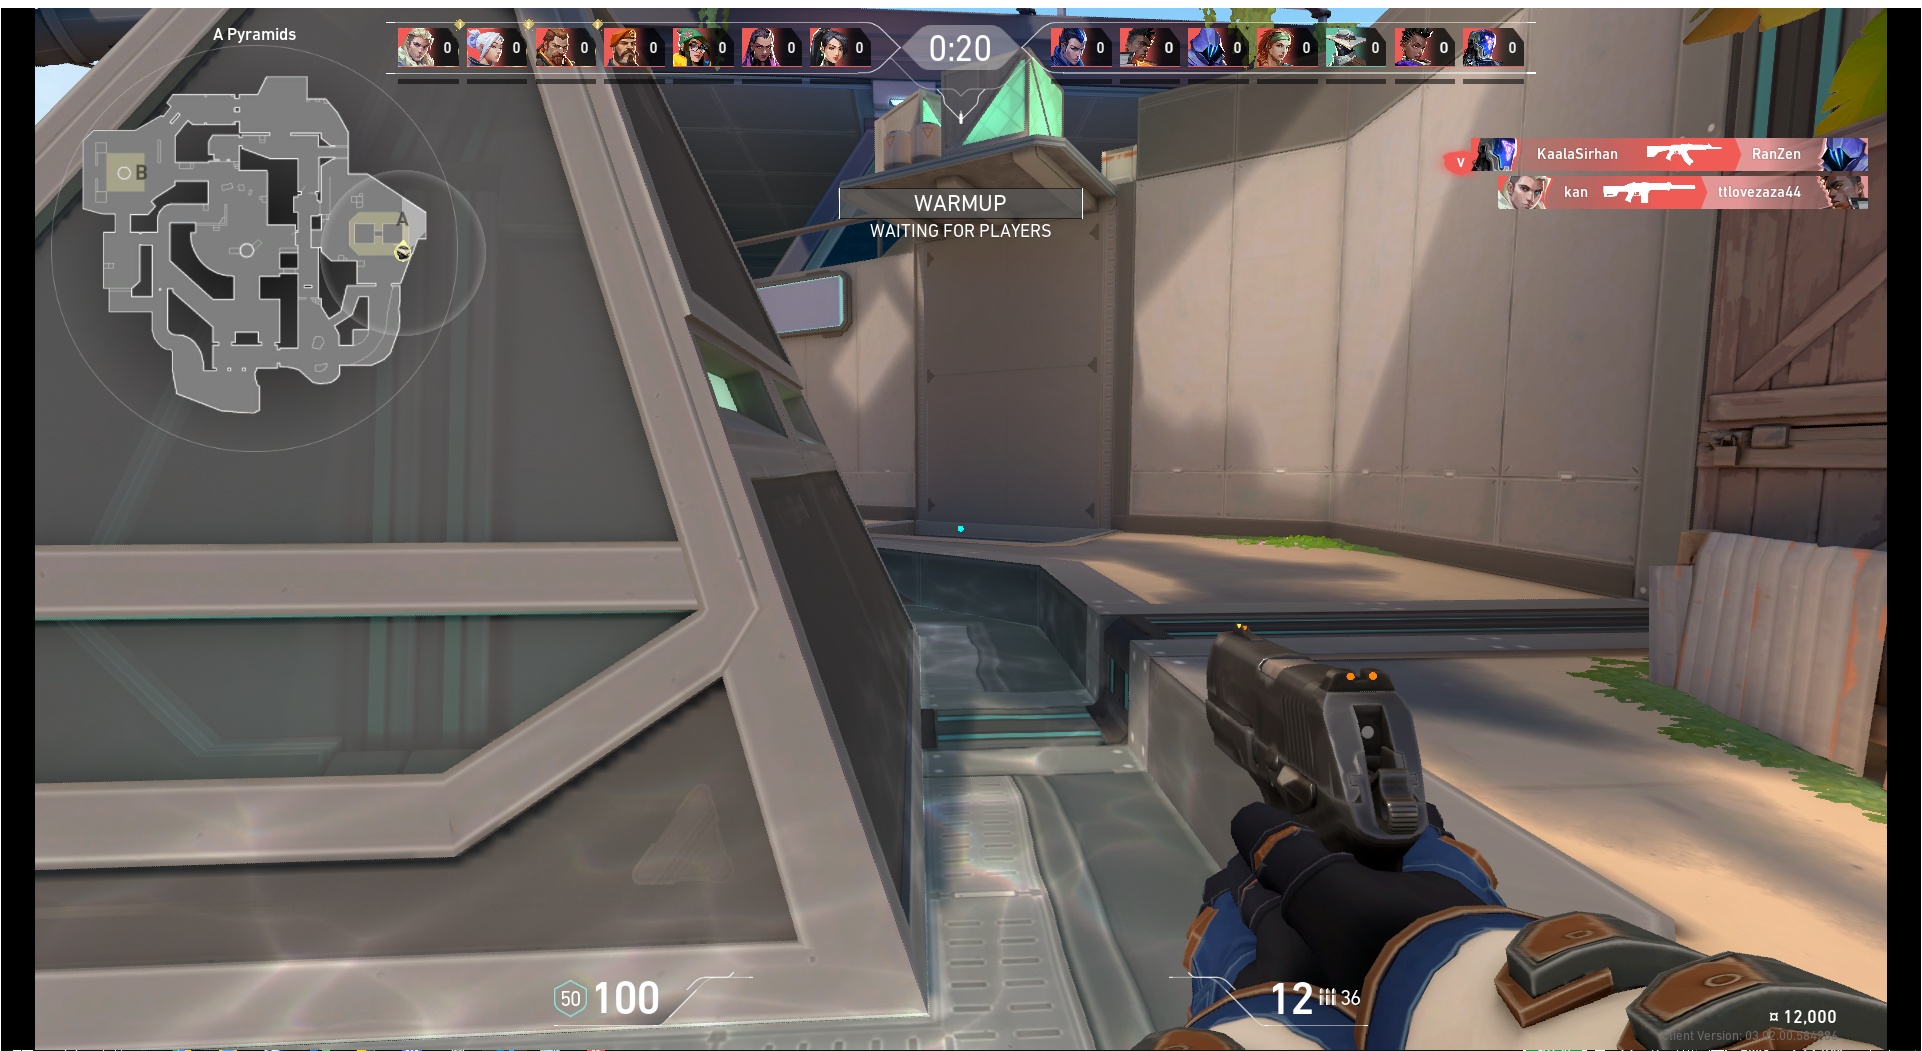 A Pyramids
0 0 0 0 0 0 0 0:20 0 0 0 0 0 0 0
V KaalaSirhan RanZen
kan ttlovezaza44
B
A
WARMUP
WAITING FOR PLAYERS
50 100
12 36
¤ 12,000